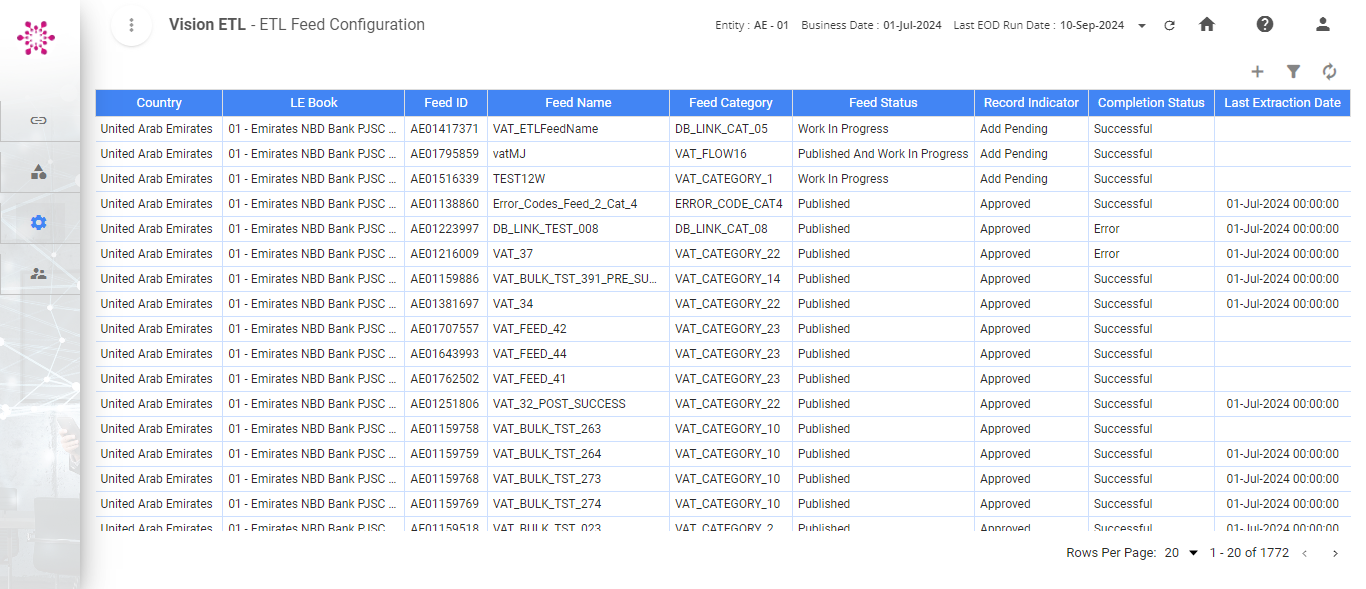 Vision ETL - ETL Feed Configuration
Entity : AE - 01 Business Date : 01-Jul-2024 Last EOD Run Date : 10-Sep-2024
Country LE Book Feed ID Feed Name Feed Category Feed Status Record Indicator Completion Status Last Extraction Date
United Arab Emirates 01 - Emirates NBD Bank PJSC ... AE01417371 VAT_ETLFeedName DB_LINK_CAT_05 Work In Progress Add Pending Successful
United Arab Emirates 01 - Emirates NBD Bank PJSC ... AE01795859 vatMJ VAT_FLOW16 Published And Work In Progress Add Pending Successful
United Arab Emirates 01 - Emirates NBD Bank PJSC ... AE01516339 TEST12W VAT_CATEGORY_1 Work In Progress Add Pending Successful
United Arab Emirates 01 - Emirates NBD Bank PJSC ... AE01138860 Error_Codes_Feed_2_Cat_4 ERROR_CODE_CAT4 Published Approved Successful 01-Jul-2024 00:00:00
United Arab Emirates 01 - Emirates NBD Bank PJSC ... AE01223997 DB_LINK_TEST_008 DB_LINK_CAT_08 Published Approved Error 01-Jul-2024 00:00:00
United Arab Emirates 01 - Emirates NBD Bank PJSC ... AE01216009 VAT_37 VAT_CATEGORY_22 Published Approved Error 01-Jul-2024 00:00:00
United Arab Emirates 01 - Emirates NBD Bank PJSC ... AE01159886 VAT_BULK_TST_391_PRE_SU... VAT_CATEGORY_14 Published Approved Successful 01-Jul-2024 00:00:00
United Arab Emirates 01 - Emirates NBD Bank PJSC ... AE01381697 VAT_34 VAT_CATEGORY_22 Published Approved Successful 01-Jul-2024 00:00:00
United Arab Emirates 01 - Emirates NBD Bank PJSC ... AE01707557 VAT_FEED_42 VAT_CATEGORY_23 Published Approved Successful
United Arab Emirates 01 - Emirates NBD Bank PJSC ... AE01643993 VAT_FEED_44 VAT_CATEGORY_23 Published Approved Successful
United Arab Emirates 01 - Emirates NBD Bank PJSC ... AE01762502 VAT_FEED_41 VAT_CATEGORY_23 Published Approved Successful
United Arab Emirates 01 - Emirates NBD Bank PJSC ... AE01251806 VAT_32_POST_SUCCESS VAT_CATEGORY_22 Published Approved Successful 01-Jul-2024 00:00:00
United Arab Emirates 01 - Emirates NBD Bank PJSC ... AE01159758 VAT_BULK_TST_263 VAT_CATEGORY_10 Published Approved Successful
United Arab Emirates 01 - Emirates NBD Bank PJSC ... AE01159759 VAT_BULK_TST_264 VAT_CATEGORY_10 Published Approved Successful 01-Jul-2024 00:00:00
United Arab Emirates 01 - Emirates NBD Bank PJSC ... AE01159768 VAT_BULK_TST_273 VAT_CATEGORY_10 Published Approved Successful 01-Jul-2024 00:00:00
United Arab Emirates 01 - Emirates NBD Bank PJSC ... AE01159769 VAT_BULK_TST_274 VAT_CATEGORY_10 Published Approved Successful 01-Jul-2024 00:00:00
United Arab Emirates 01 - Emirates NBD Bank PJSC ... AE01159518 VAT_BULK_TST_023 VAT_CATEGORY_2 Published Approved Successful 01-Jul-2024 00:00:00
Rows Per Page: 20 1 - 20 of 1772